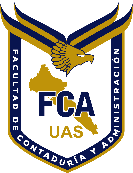 FCA
UAS
FACULTAD DE CONTADURÍA Y ADMINISTRACIÓN